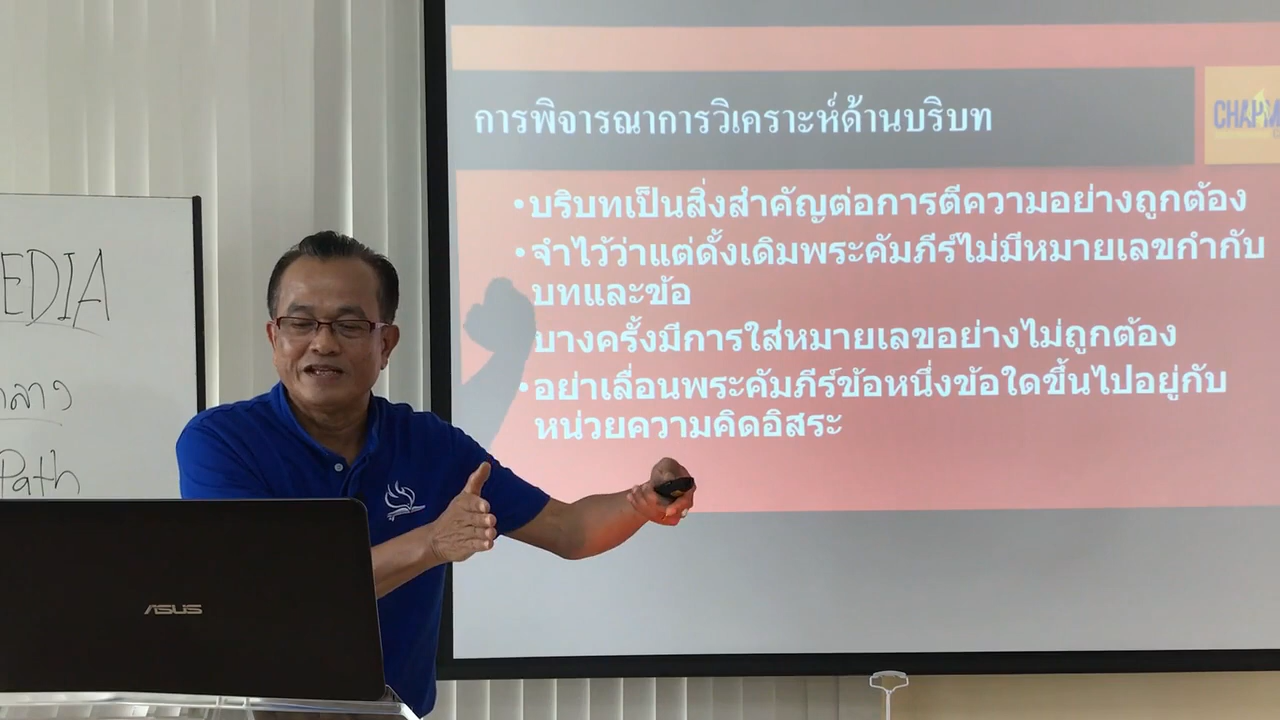 การพิจารณาการวิเคราะห์ด้านบริบท
CHAPM
•บริบทเป็นสิ่งสำคัญต่อการตีความอย่างถูกต้อง
•จำไว้ว่าแต่ดั้งเดิมพระคัมภีร์ไม่มีหมายเลขกำกับ
บทและข้อ
บางครั้งมีการใส่หมายเลขอย่างไม่ถูกต้อง
•อย่าเลื่อนพระคัมภีร์ข้อหนึ่งข้อใดขึ้นไปอยู่กับ
หน่วยความคิดอิสระ
EDIA
ลาง
Path
ASUS